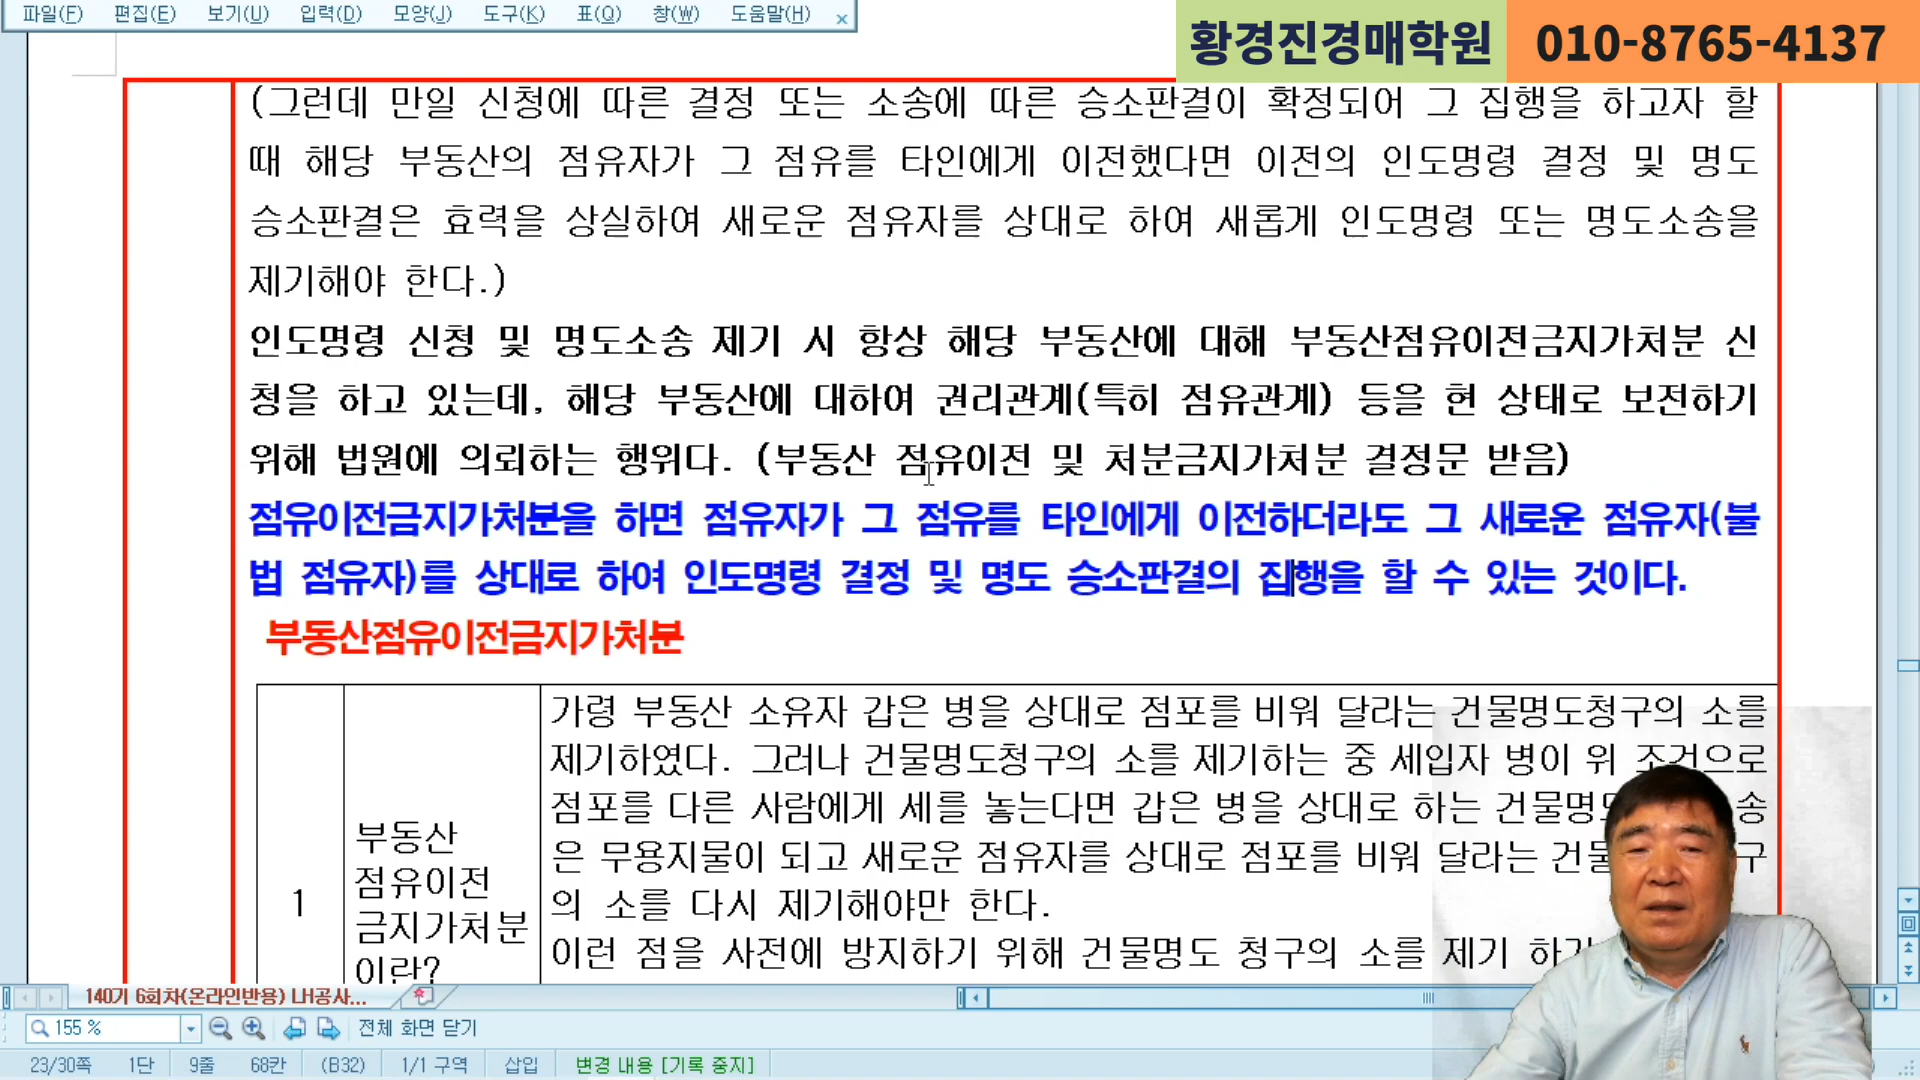 파일(F) 편집(E) 보기(U) 입력(D) 모양(J) 도구(K) 표(Q) 창(W) 도움말(H)
황경진경매학원 010-8765-4137
(그런데 만일 신청에 따른 결정 또는 소송에 따른 승소판결이 확정되어 그 집행을 하고자 할
때 해당 부동산의 점유자가 그 점유를 타인에게 이전했다면 이전의 인도명령 결정 및 명도
승소판결은 효력을 상실하여 새로운 점유자를 상대로 하여 새롭게 인도명령 또는 명도소송을
제기해야 한다.)
인도명령 신청 및 명도소송 제기 시 항상 해당 부동산에 대해 부동산점유이전금지가처분 신
청을 하고 있는데, 해당 부동산에 대하여 권리관계(특히 점유관계) 등을 현 상태로 보전하기
위해 법원에 의뢰하는 행위다. (부동산 점유이전 및 처분금지가처분 결정문 받음)
점유이전금지가처분을 하면 점유자가 그 점유를 타인에게 이전하더라도 그 새로운 점유자(불
법 점유자)를 상대로 하여 인도명령 결정 및 명도 승소판결의 집행을 할 수 있는 것이다.
부동산점유이전금지가처분
1
부동산
점유이전
금지가처분
이란?
가령 부동산 소유자 갑은 병을 상대로 점포를 비워 달라는 건물명도청구의 소를
제기하였다. 그러나 건물명도청구의 소를 제기하는 중 세입자 병이 위 조건으로
점포를 다른 사람에게 세를 놓는다면 갑은 병을 상대로 하는 건물명 송
은 무용지물이 되고 새로운 점유자를 상대로 점포를 비워 달라는 건물 구
의 소를 다시 제기해야만 한다.
이런 점을 사전에 방지하기 위해 건물명도 청구의 소를 제기 하기
140기 6회차(온라인반용) LH공사...
155 % 전체 화면 닫기
23/30쪽 1단 9줄 68칸 (B32) 1/1 구역 삽입 변경 내용 [기록 중지]